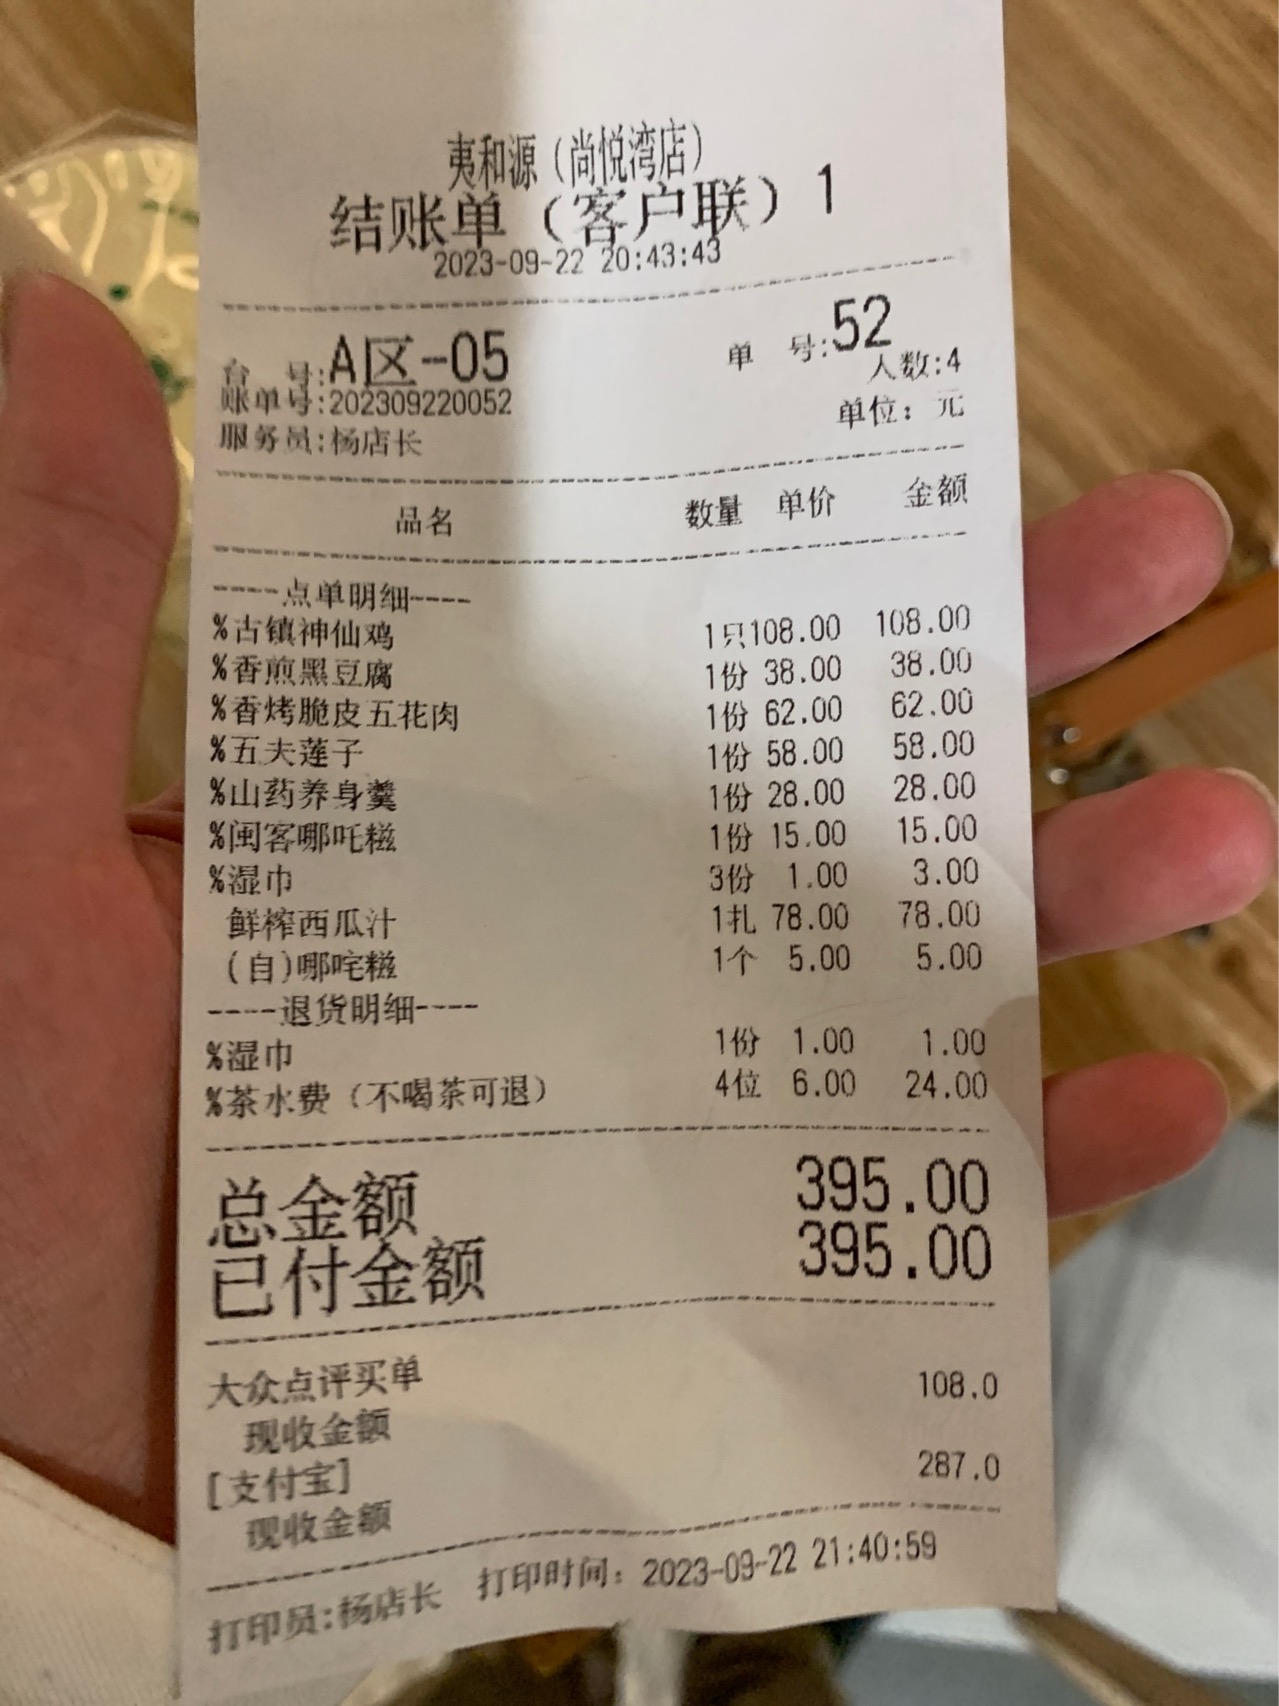 夷和源（尚悦湾店）
结账单（客户联）1
2023-09-22 20:43:43
台 号:A区-05 单 号:52
人数:4
账单号:202309220052
单位：元
服务员:杨店长
品名 数量 单价 金额
----点单明细----
%古镇神仙鸡 1只108.00 108.00
%香煎黑豆腐 1份 38.00 38.00
%香烤脆皮五花肉 1份 62.00 62.00
%五夫莲子 1份 58.00 58.00
%山药养身羹 1份 28.00 28.00
%闽客哪吒糍 1份 15.00 15.00
%湿巾 3份 1.00 3.00
鲜榨西瓜汁 1扎 78.00 78.00
(自)哪咤糍 1个 5.00 5.00
----退货明细----
%湿巾 1份 1.00 1.00
%茶水费（不喝茶可退） 4位 6.00 24.00
总金额 395.00
已付金额 395.00
大众点评买单
现收金额 108.0
[支付宝]
现收金额 287.0
打印员:杨店长 打印时间：2023-09-22 21:40:59